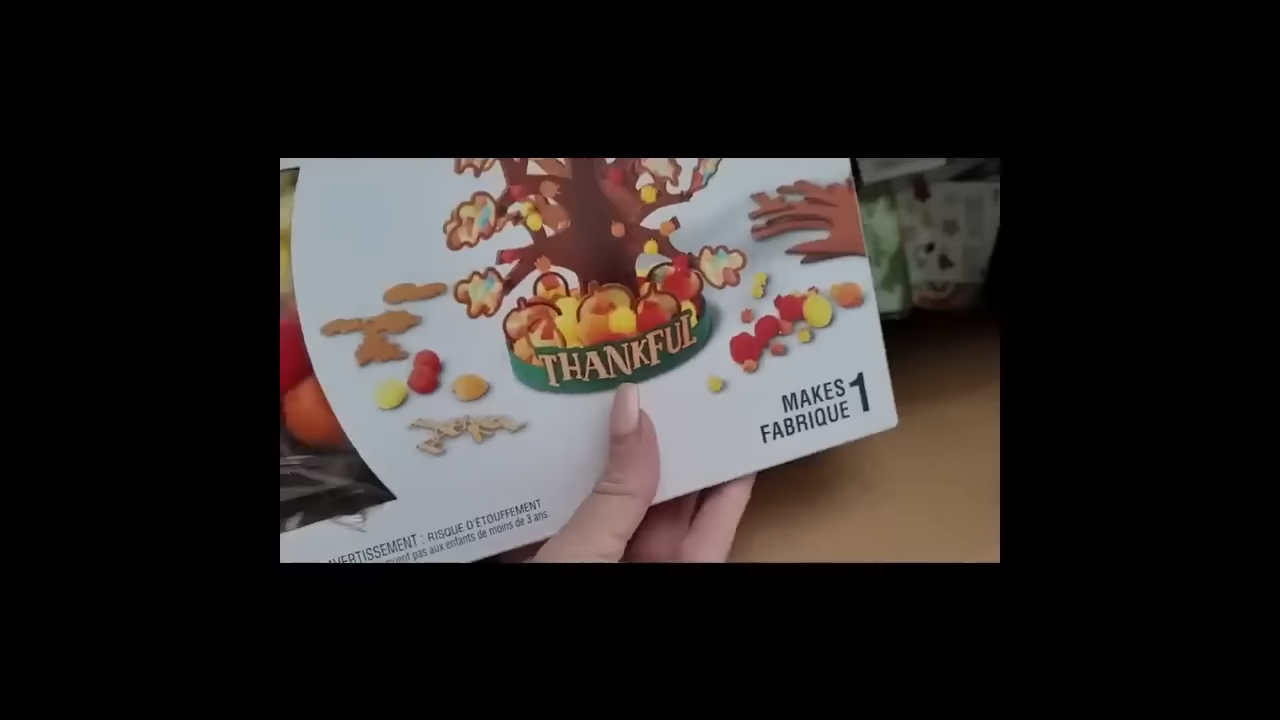 THANKFUL
MAKES 1
FABRIQUE
AVERTISSEMENT : RISQUE D'ÉTOUFFEMENT
pas aux enfants de moins de 3 ans